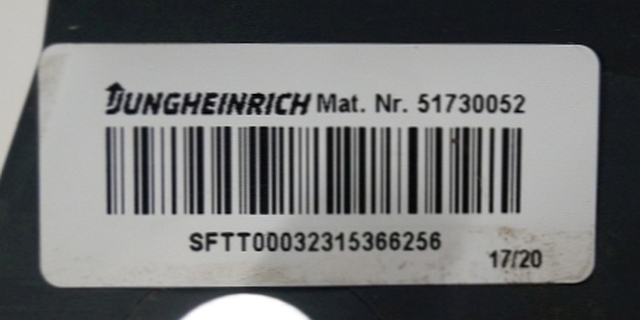 JUNGHEINRICH Mat. Nr. 51730052
SFTT00032315366256
17/20